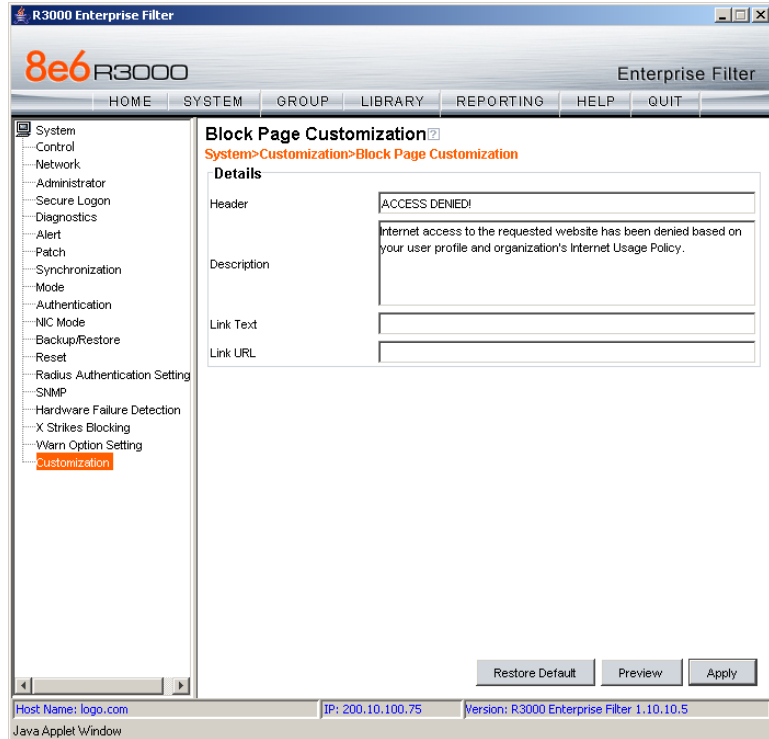 R3000 Enterprise Filter
8e6 R3000
Enterprise Filter
HOME SYSTEM GROUP LIBRARY REPORTING HELP QUIT
System
Control
Network
Administrator
Secure Logon
Diagnostics
Alert
Patch
Synchronization
Mode
Authentication
NIC Mode
Backup/Restore
Reset
Radius Authentication Setting
SNMP
Hardware Failure Detection
X Strikes Blocking
Warn Option Setting
Customization
Block Page Customization?
System>Customization>Block Page Customization
Details
Header
ACCESS DENIED!
Description
Internet access to the requested website has been denied based on
your user profile and organization's Internet Usage Policy.
Link Text
Link URL
Restore Default
Preview
Apply
Host Name: logo.com
IP: 200.10.100.75
Version: R3000 Enterprise Filter 1.10.10.5
Java Applet Window